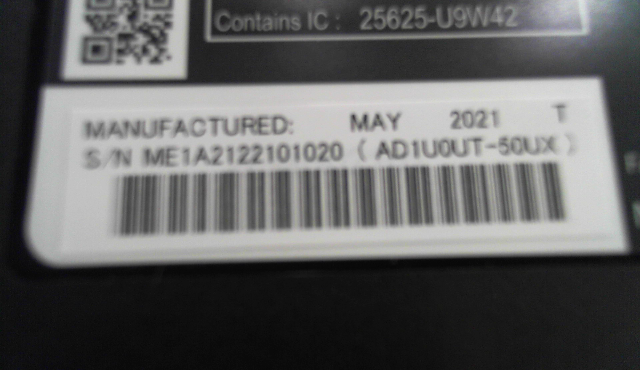 Contains IC : 25625-U9W42
MANUFACTURED: MAY 2021 T
S/N ME1A2122101020 ( AD1U0UT-50UX )